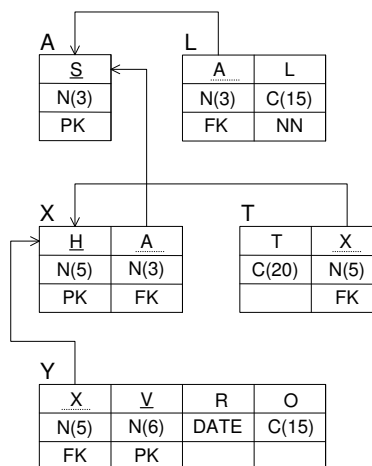 A L
S A L
N(3) N(3) C(15)
PK FK NN
X T
H A T X
N(5) N(3) C(20) N(5)
PK FK FK
Y
X V R O
N(5) N(6) DATE C(15)
FK PK